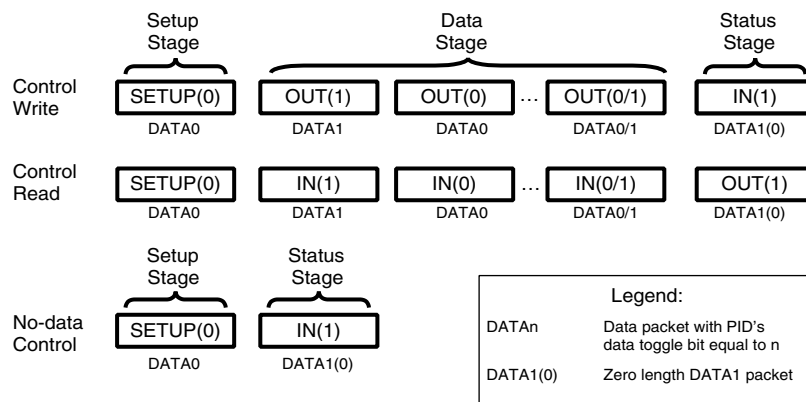 Setup Stage
Data Stage
Status Stage
Control Write
SETUP(0)
OUT(1)
OUT(0)
...
OUT(0/1)
IN(1)
DATA0
DATA1
DATA0
DATA0/1
DATA1(0)
Control Read
SETUP(0)
IN(1)
IN(0)
...
IN(0/1)
OUT(1)
DATA0
DATA1
DATA0
DATA0/1
DATA1(0)
Setup Stage
Status Stage
No-data Control
SETUP(0)
IN(1)
DATA0
DATA1(0)
Legend:
DATAn
Data packet with PID's
data toggle bit equal to n
DATA1(0)
Zero length DATA1 packet